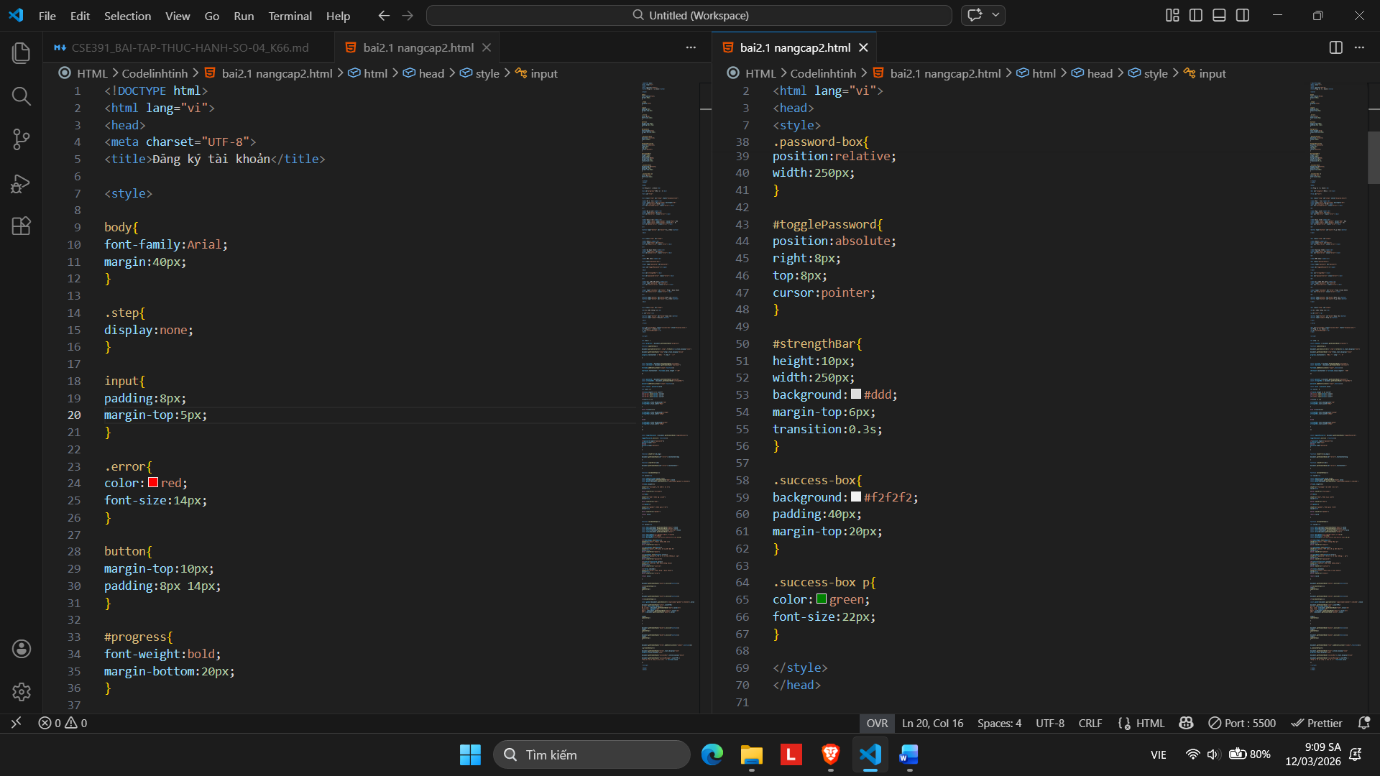 File Edit Selection View Go Run Terminal Help
Untitled (Workspace)
CSE391_BAI-TAP-THUC-HANH-SO-04_K66.md
bai2.1 nangcap2.html
HTML > Codelinhtinh > bai2.1 nangcap2.html > html > head > style > input
1 <!DOCTYPE html>
2 <html lang="vi">
3 <head>
4 <meta charset="UTF-8">
5 <title>Đăng ký tài khoản</title>
6
7 <style>
8
9 body{
10 font-family:Arial;
11 margin:40px;
12 }
13
14 .step{
15 display:none;
16 }
17
18 input{
19 padding:8px;
20 margin-top:5px;
21 }
22
23 .error{
24 color:red;
25 font-size:14px;
26 }
27
28 button{
29 margin-top:10px;
30 padding:8px 14px;
31 }
32
33 #progress{
34 font-weight:bold;
35 margin-bottom:20px;
36 }
37
bai2.1 nangcap2.html
HTML > Codelinhtinh > bai2.1 nangcap2.html > html > head > style > input
2 <html lang="vi">
3 <head>
7 <style>
38 .password-box{
39 position:relative;
40 width:250px;
41 }
42
43 #togglePassword{
44 position:absolute;
45 right:8px;
46 top:8px;
47 cursor:pointer;
48 }
49
50 #strengthBar{
51 height:10px;
52 width:250px;
53 background:#ddd;
54 margin-top:6px;
55 transition:0.3s;
56 }
57
58 .success-box{
59 background:#f2f2f2;
60 padding:40px;
61 margin-top:20px;
62 }
63
64 .success-box p{
65 color:green;
66 font-size:22px;
67 }
68
69 </style>
70 </head>
71
0 0
OVR Ln 20, Col 16 Spaces: 4 UTF-8 CRLF {} HTML Port : 5500 Prettier
Tìm kiếm
L
W
VIE
80%
9:09 SA
12/03/2026